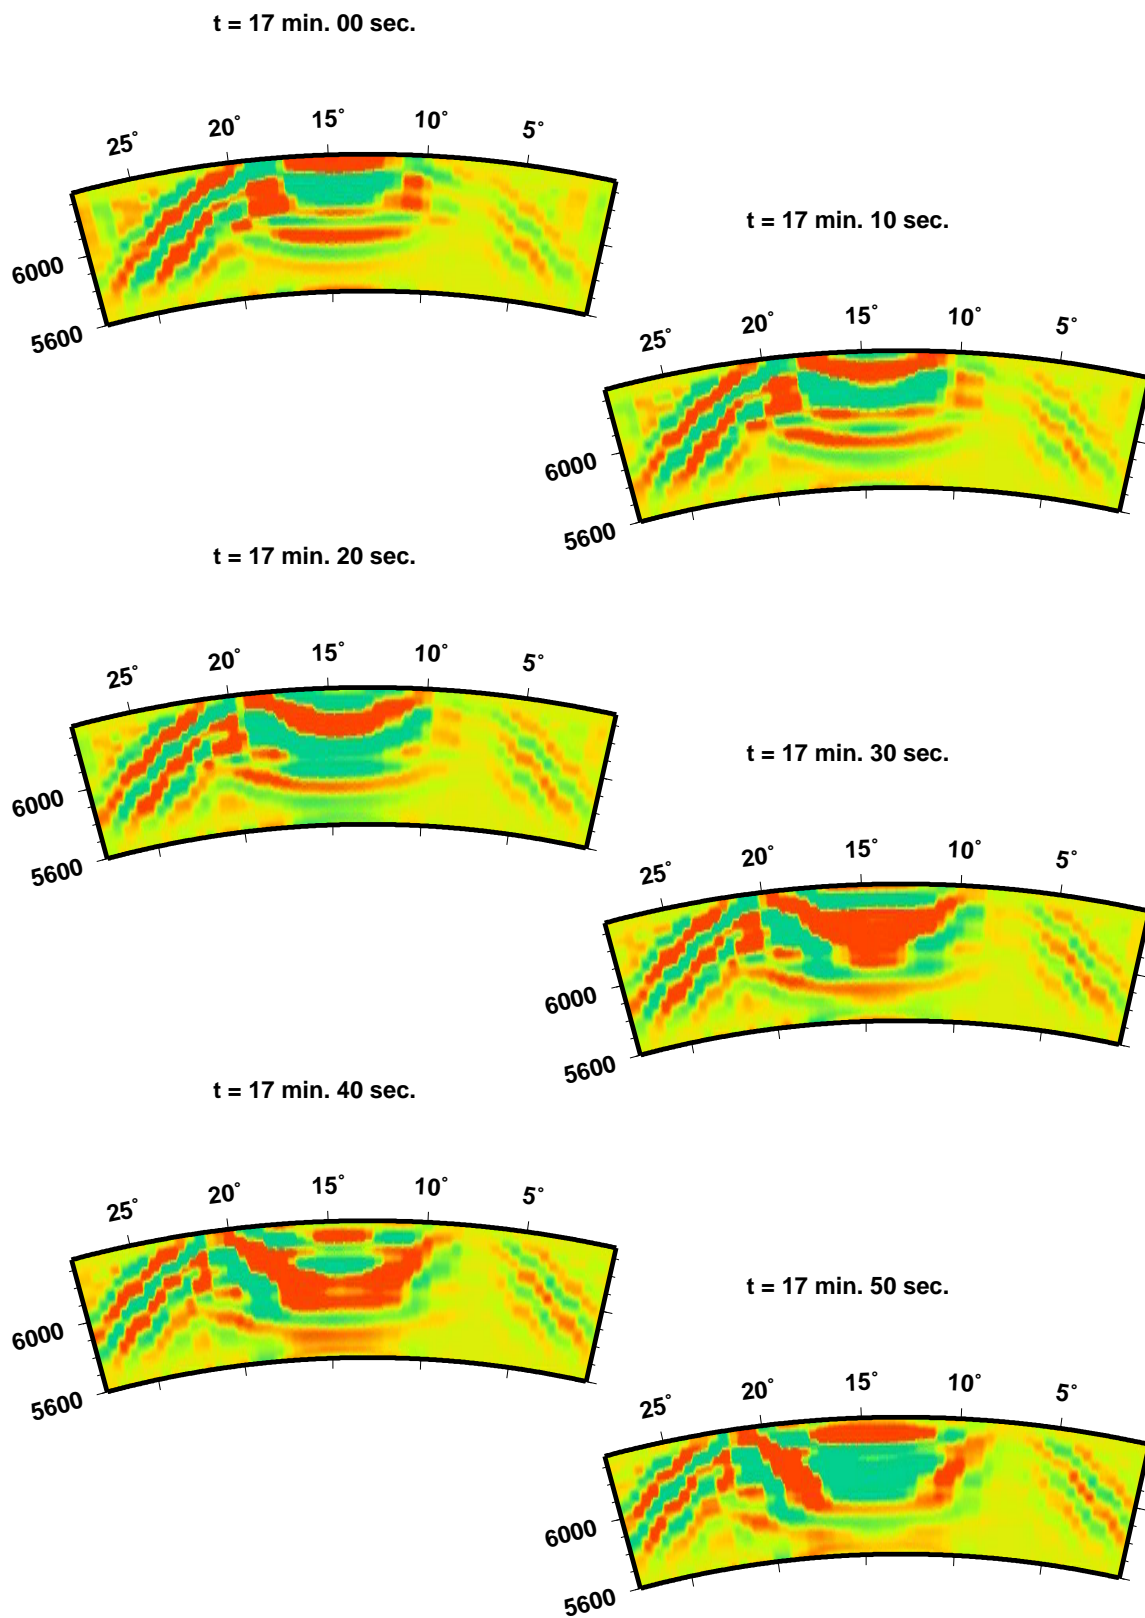 t = 17 min. 00 sec.
25° 20° 15° 10° 5°
6000
5600
t = 17 min. 10 sec.
25° 20° 15° 10° 5°
6000
5600
t = 17 min. 20 sec.
25° 20° 15° 10° 5°
6000
5600
t = 17 min. 30 sec.
25° 20° 15° 10° 5°
6000
5600
t = 17 min. 40 sec.
25° 20° 15° 10° 5°
6000
5600
t = 17 min. 50 sec.
25° 20° 15° 10° 5°
6000
5600